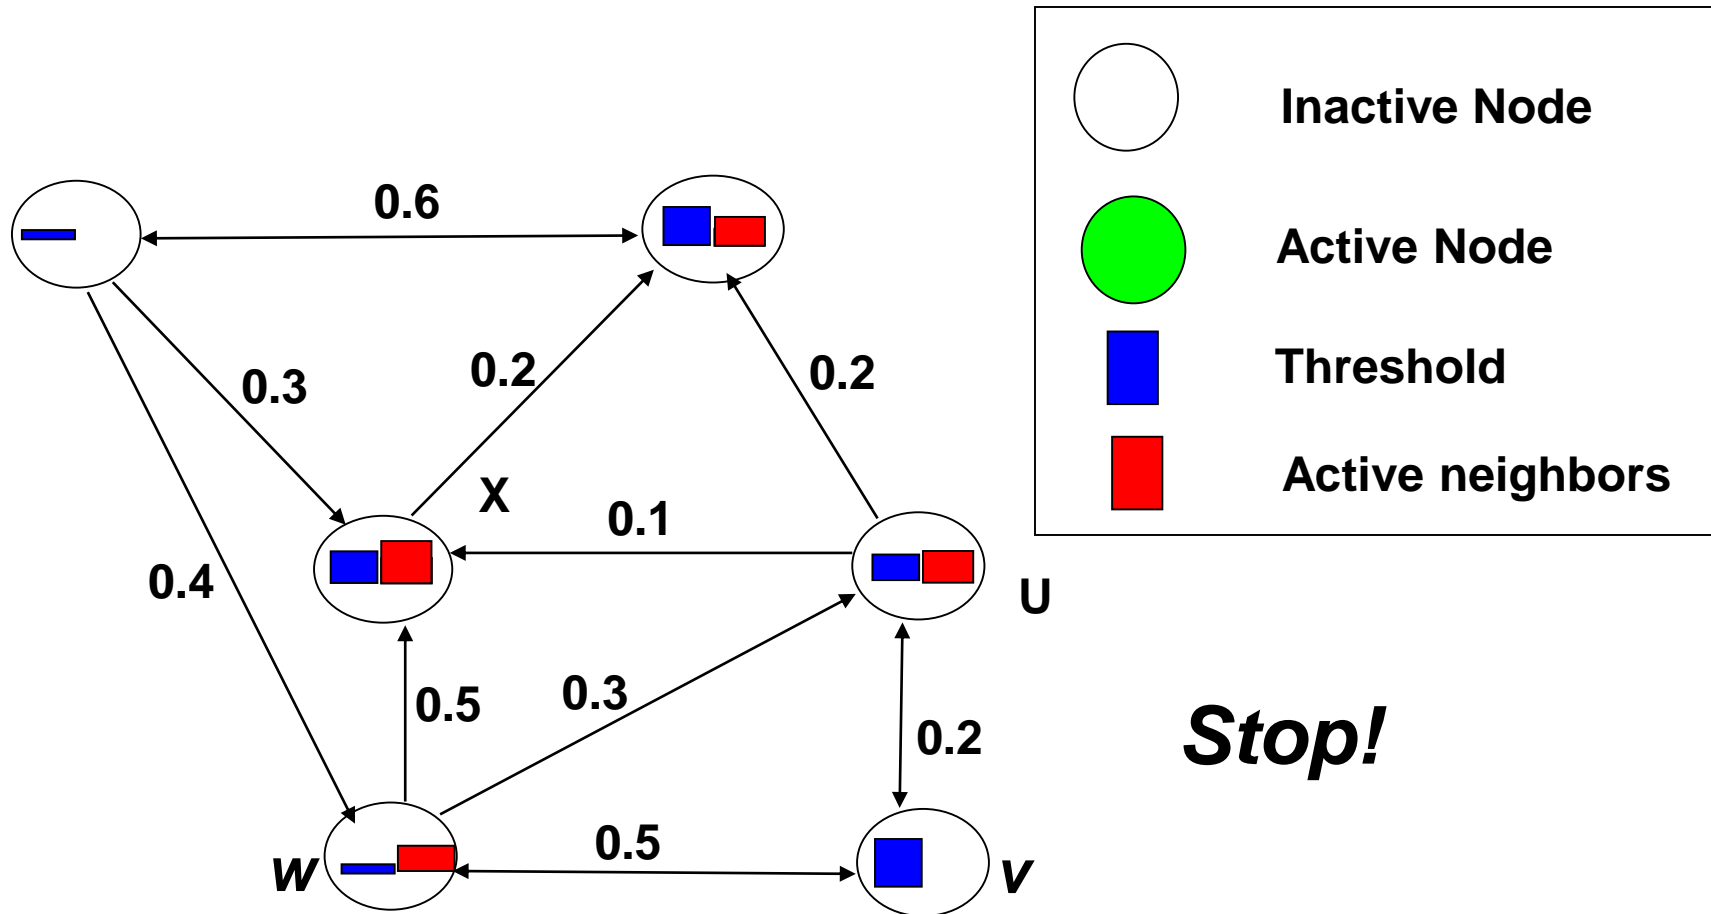 Inactive Node
0.6
Active Node
0.3
0.2
0.2
Threshold
X
0.1
Active neighbors
0.4
U
0.5
0.3
0.2
Stop!
w
0.5
v